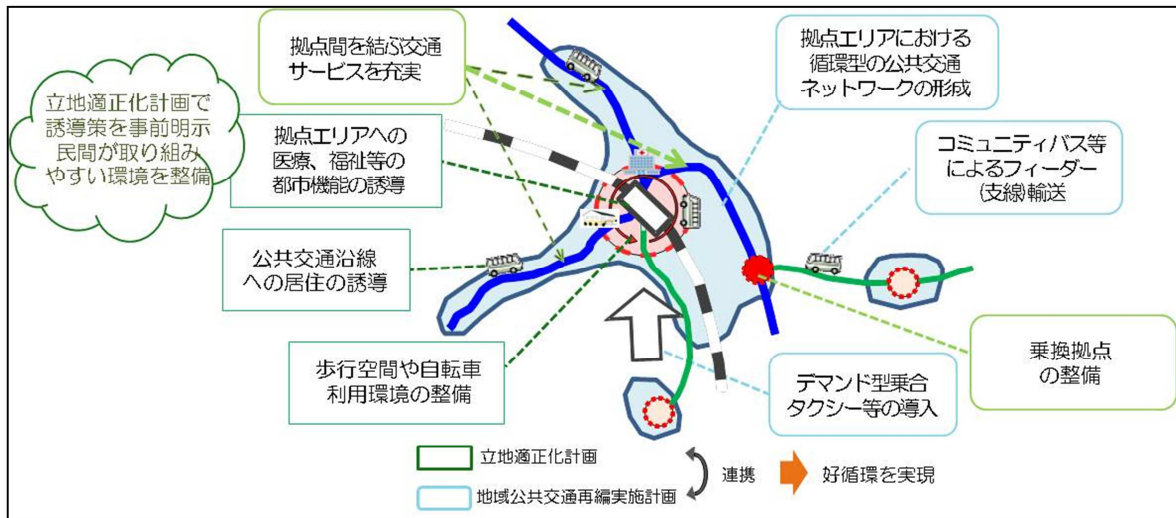 立地適正化計画で
誘導策を事前明示
民間が取り組み
やすい環境を整備
拠点間を結ぶ交通
サービスを充実
拠点エリアへの
医療、福祉等の
都市機能の誘導
公共交通沿線
への居住の誘導
歩行空間や自転車
利用環境の整備
拠点エリアにおける
循環型の公共交通
ネットワークの形成
コミュニティバス等
によるフィーダー
(支線)輸送
乗換拠点
の整備
デマンド型乗合
タクシー等の導入
立地適正化計画
地域公共交通再編実施計画
連携
好循環を実現